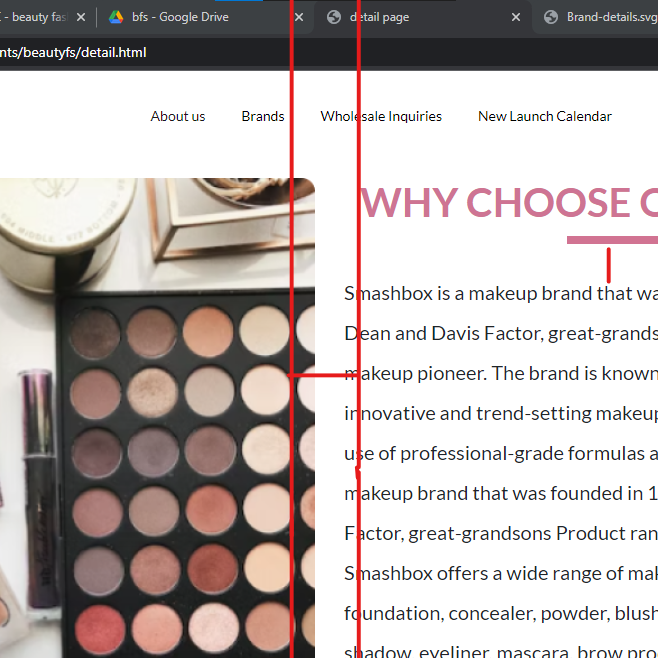 - beauty fas
bfs - Google Drive
detail page
Brand-details.svg
nts/beautyfs/detail.html
About us
Brands
Wholesale Inquiries
New Launch Calendar
WHY CHOOSE
Smashbox is a makeup brand that wa
Dean and Davis Factor, great-grands
makeup pioneer. The brand is known
innovative and trend-setting makeup
use of professional-grade formulas a
makeup brand that was founded in 1
Factor, great-grandsons Product ran
Smashbox offers a wide range of mak
foundation, concealer, powder, blush
shadow, eyeliner, mascara, brow pro